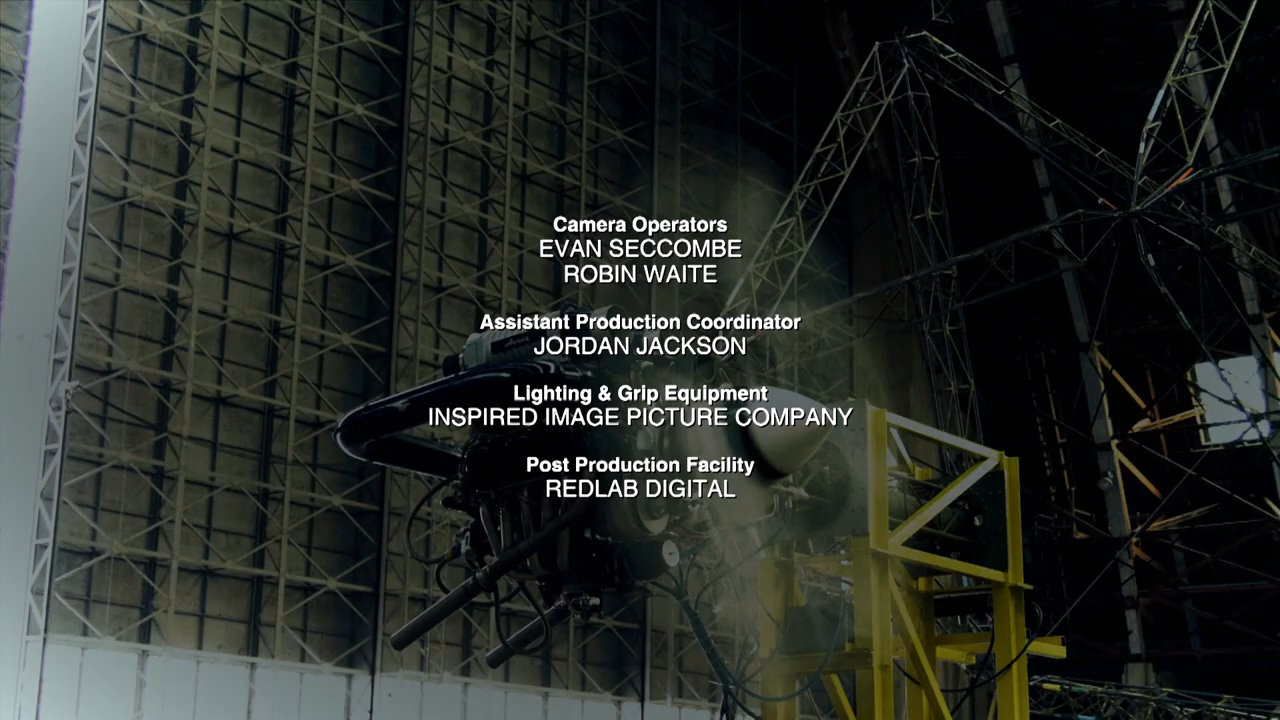 Camera Operators
EVAN SECCOMBE
ROBIN WAITE
Assistant Production Coordinator
JORDAN JACKSON
Lighting & Grip Equipment
INSPIRED IMAGE PICTURE COMPANY
Post Production Facility
REDLAB DIGITAL